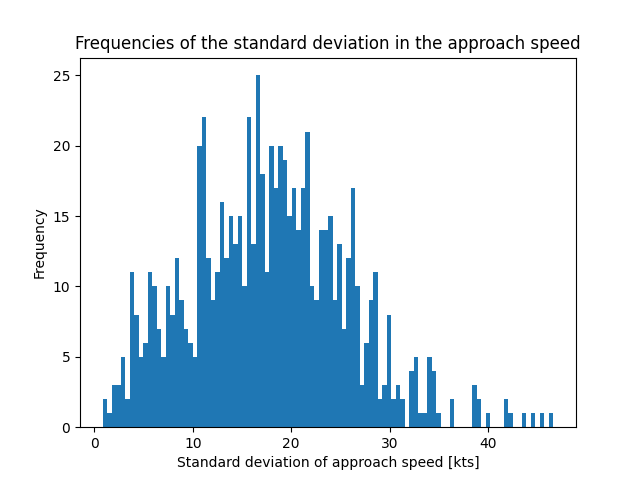 Frequencies of the standard deviation in the approach speed
25
20
15
10
5
0
Frequency
0 10 20 30 40
Standard deviation of approach speed [kts]